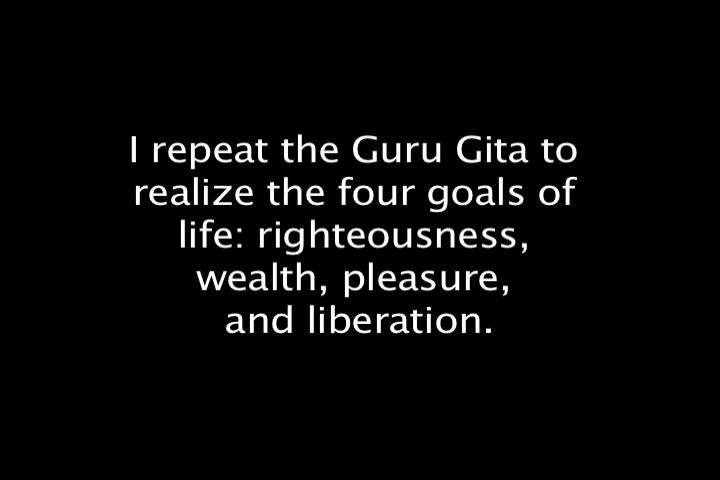 I repeat the Guru Gita to
realize the four goals of
life: righteousness,
wealth, pleasure,
and liberation.